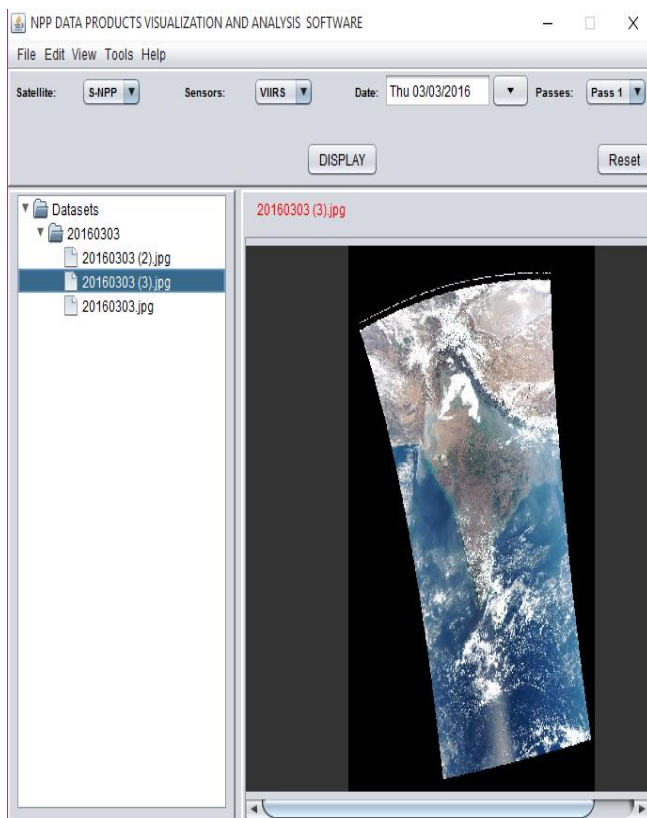 NPP DATA PRODUCTS VISUALIZATION AND ANALYSIS SOFTWARE
File Edit View Tools Help
Satellite: S-NPP Sensors: VIIRS Date: Thu 03/03/2016 Passes: Pass 1
DISPLAY Reset
Datasets
20160303
20160303 (2).jpg
20160303 (3).jpg
20160303.jpg
20160303 (3).jpg